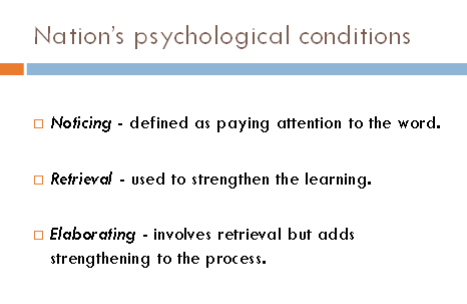 Nation's psychological conditions
Noticing - defined as paying attention to the word.
Retrieval - used to strengthen the learning.
Elaborating - involves retrieval but adds
strengthening to the process.